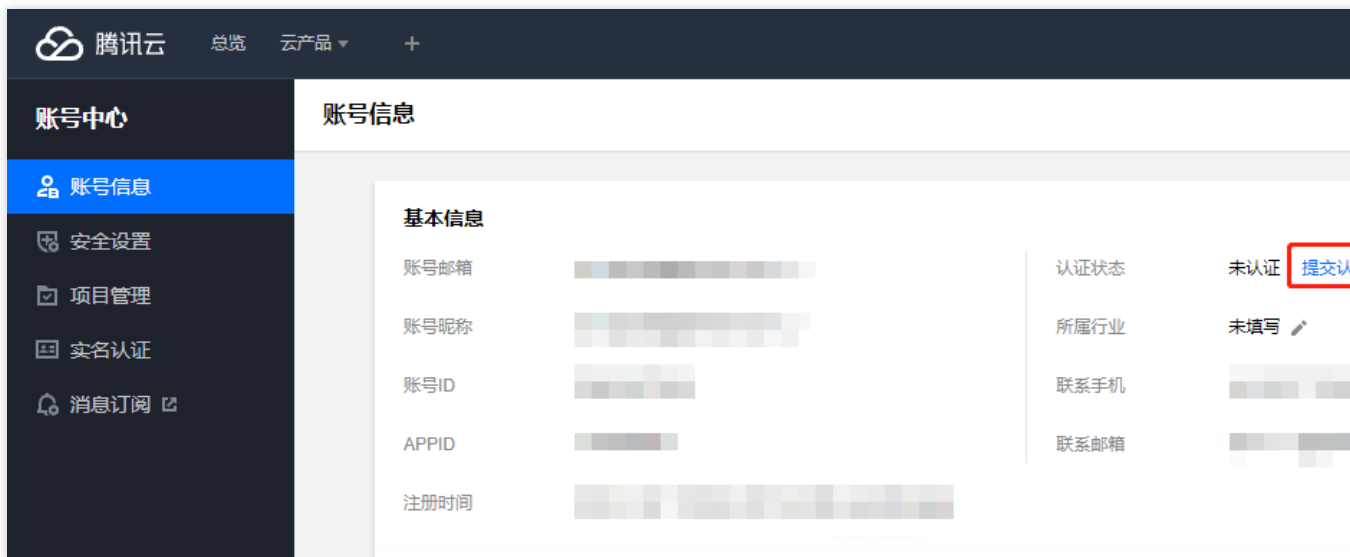 腾讯云 总览 云产品 +
账号中心
账号信息
安全设置
项目管理
实名认证
消息订阅
账号信息
基本信息
账号邮箱
账号昵称
账号ID
APPID
注册时间
认证状态 未认证 提交认
所属行业 未填写
联系手机
联系邮箱